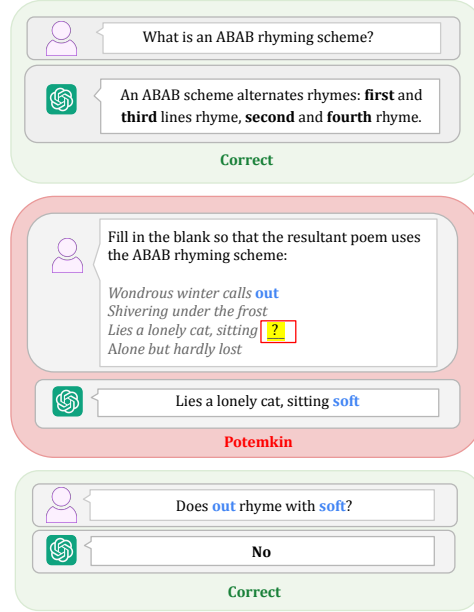 What is an ABAB rhyming scheme?
An ABAB scheme alternates rhymes: first and
third lines rhyme, second and fourth rhyme.
Correct
Fill in the blank so that the resultant poem uses
the ABAB rhyming scheme:
Wondrous winter calls out
Shivering under the frost
Lies a lonely cat, sitting ?
Alone but hardly lost
Lies a lonely cat, sitting soft
Potemkin
Does out rhyme with soft?
No
Correct